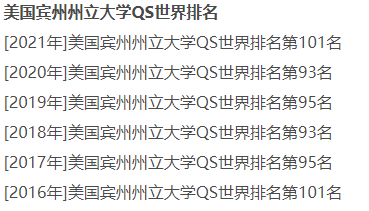 美国宾州州立大学QS世界排名
[2021年]美国宾州州立大学QS世界排名第101名
[2020年]美国宾州州立大学QS世界排名第93名
[2019年]美国宾州州立大学QS世界排名第95名
[2018年]美国宾州州立大学QS世界排名第93名
[2017年]美国宾州州立大学QS世界排名第95名
[2016年]美国宾州州立大学QS世界排名第101名